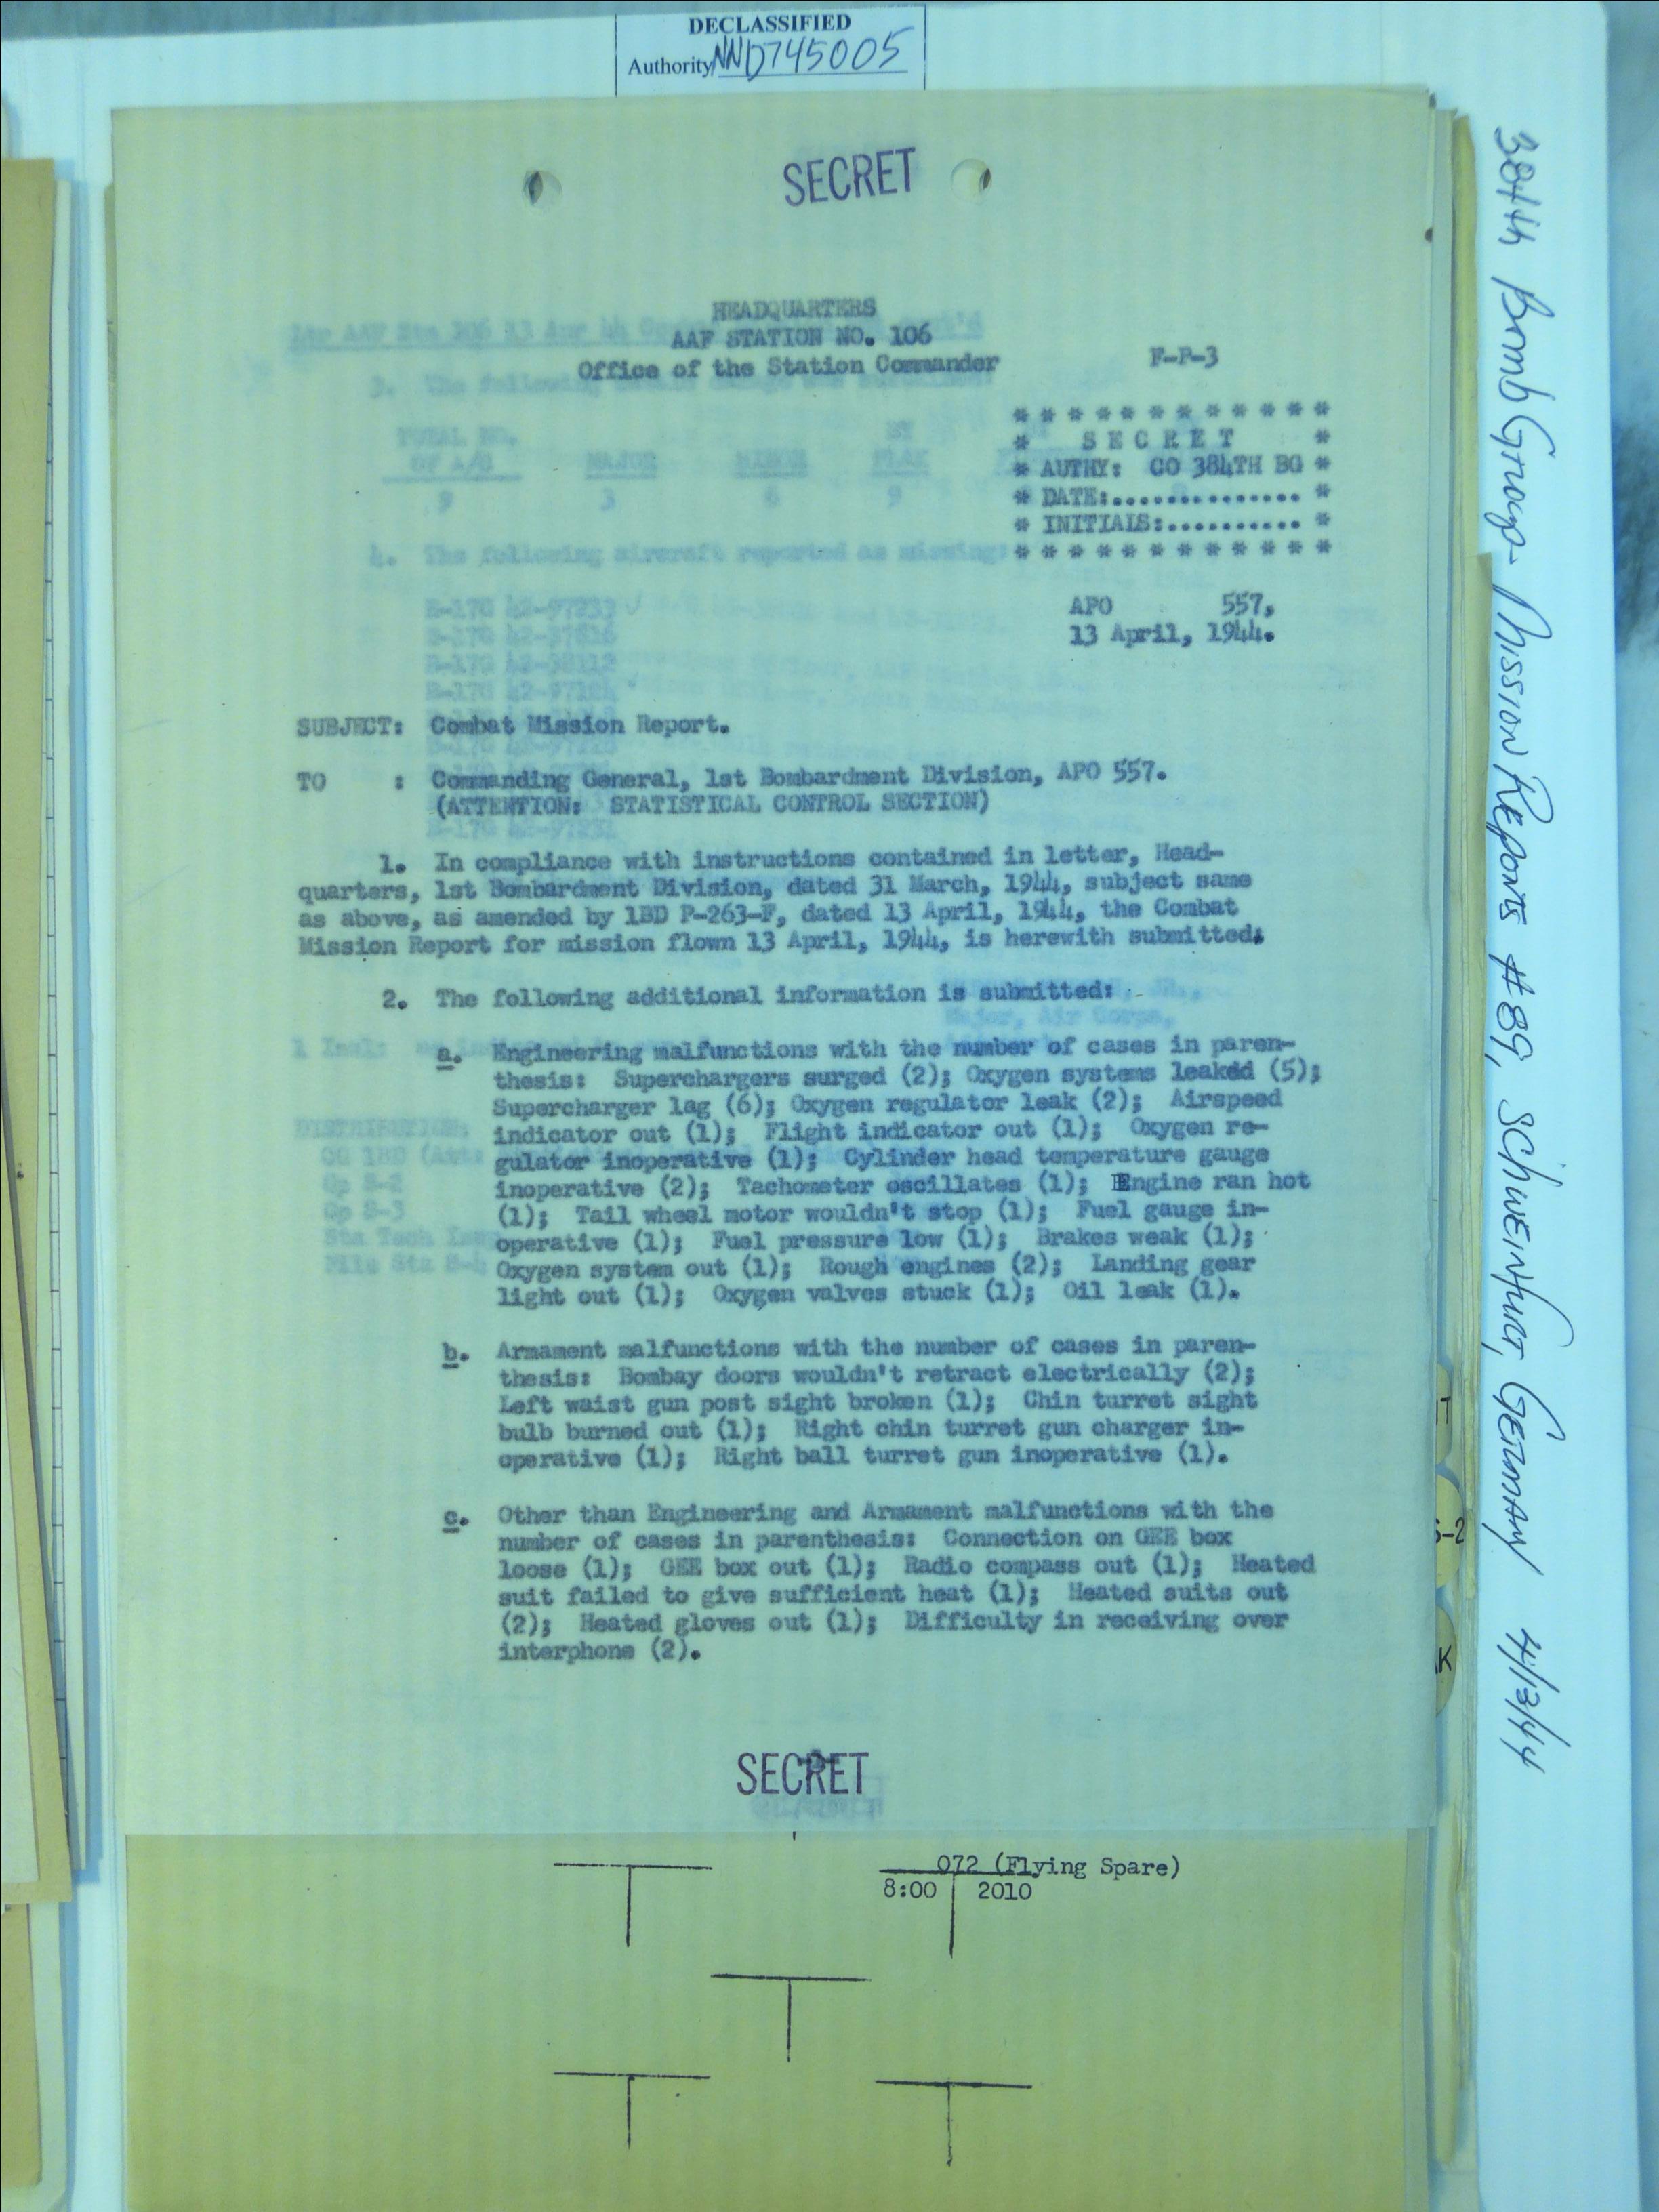 DECLASSIFIED
Authority NND745005
SECRET
HEADQUARTERS
AAF STATION NO. 106
Office of the Station Commander
F-P-3
* * * * * * * * * * * *
* S E C R E T *
* AUTHY: CO 384TH BG *
* DATE:............... *
* INITIALS:........... *
* * * * * * * * * * * *
APO 557,
13 April, 1944.
SUBJECT: Combat Mission Report.
TO : Commanding General, 1st Bombardment Division, APO 557.
(ATTENTION: STATISTICAL CONTROL SECTION)
1. In compliance with instructions contained in letter, Head-
quarters, 1st Bombardment Division, dated 31 March, 1944, subject same
as above, as amended by 1BD P-263-F, dated 13 April, 1944, the Combat
Mission Report for mission flown 13 April, 1944, is herewith submitted:
2. The following additional information is submitted:
a. Engineering malfunctions with the number of cases in paren-
thesis: Superchargers surged (2); Oxygen systems leakdd (5);
Supercharger lag (6); Oxygen regulator leak (2); Airspeed
indicator out (1); Flight indicator out (1); Oxygen re-
gulator inoperative (1); Cylinder head temperature gauge
inoperative (2); Tachometer oscillates (1); Engine ran hot
(1); Tail wheel motor wouldn't stop (1); Fuel gauge in-
operative (1); Fuel pressure low (1); Brakes weak (1);
Oxygen system out (1); Rough engines (2); Landing gear
light out (1); Oxygen valves stuck (1); Oil leak (1).
b. Armament malfunctions with the number of cases in paren-
thesis: Bombay doors wouldn't retract electrically (2);
Left waist gun post sight broken (1); Chin turret sight
bulb burned out (1); Right chin turret gun charger in-
operative (1); Right ball turret gun inoperative (1).
c. Other than Engineering and Armament malfunctions with the
number of cases in parenthesis: Connection on GEE box
loose (1); GEE box out (1); Radio compass out (1); Heated
suit failed to give sufficient heat (1); Heated suits out
(2); Heated gloves out (1); Difficulty in receiving over
interphone (2).
SECRET
072 (Flying Spare)
8:00 2010
384th Bomb Group - Mission Reports #89, Schweinfurt, Germany 4/13/44